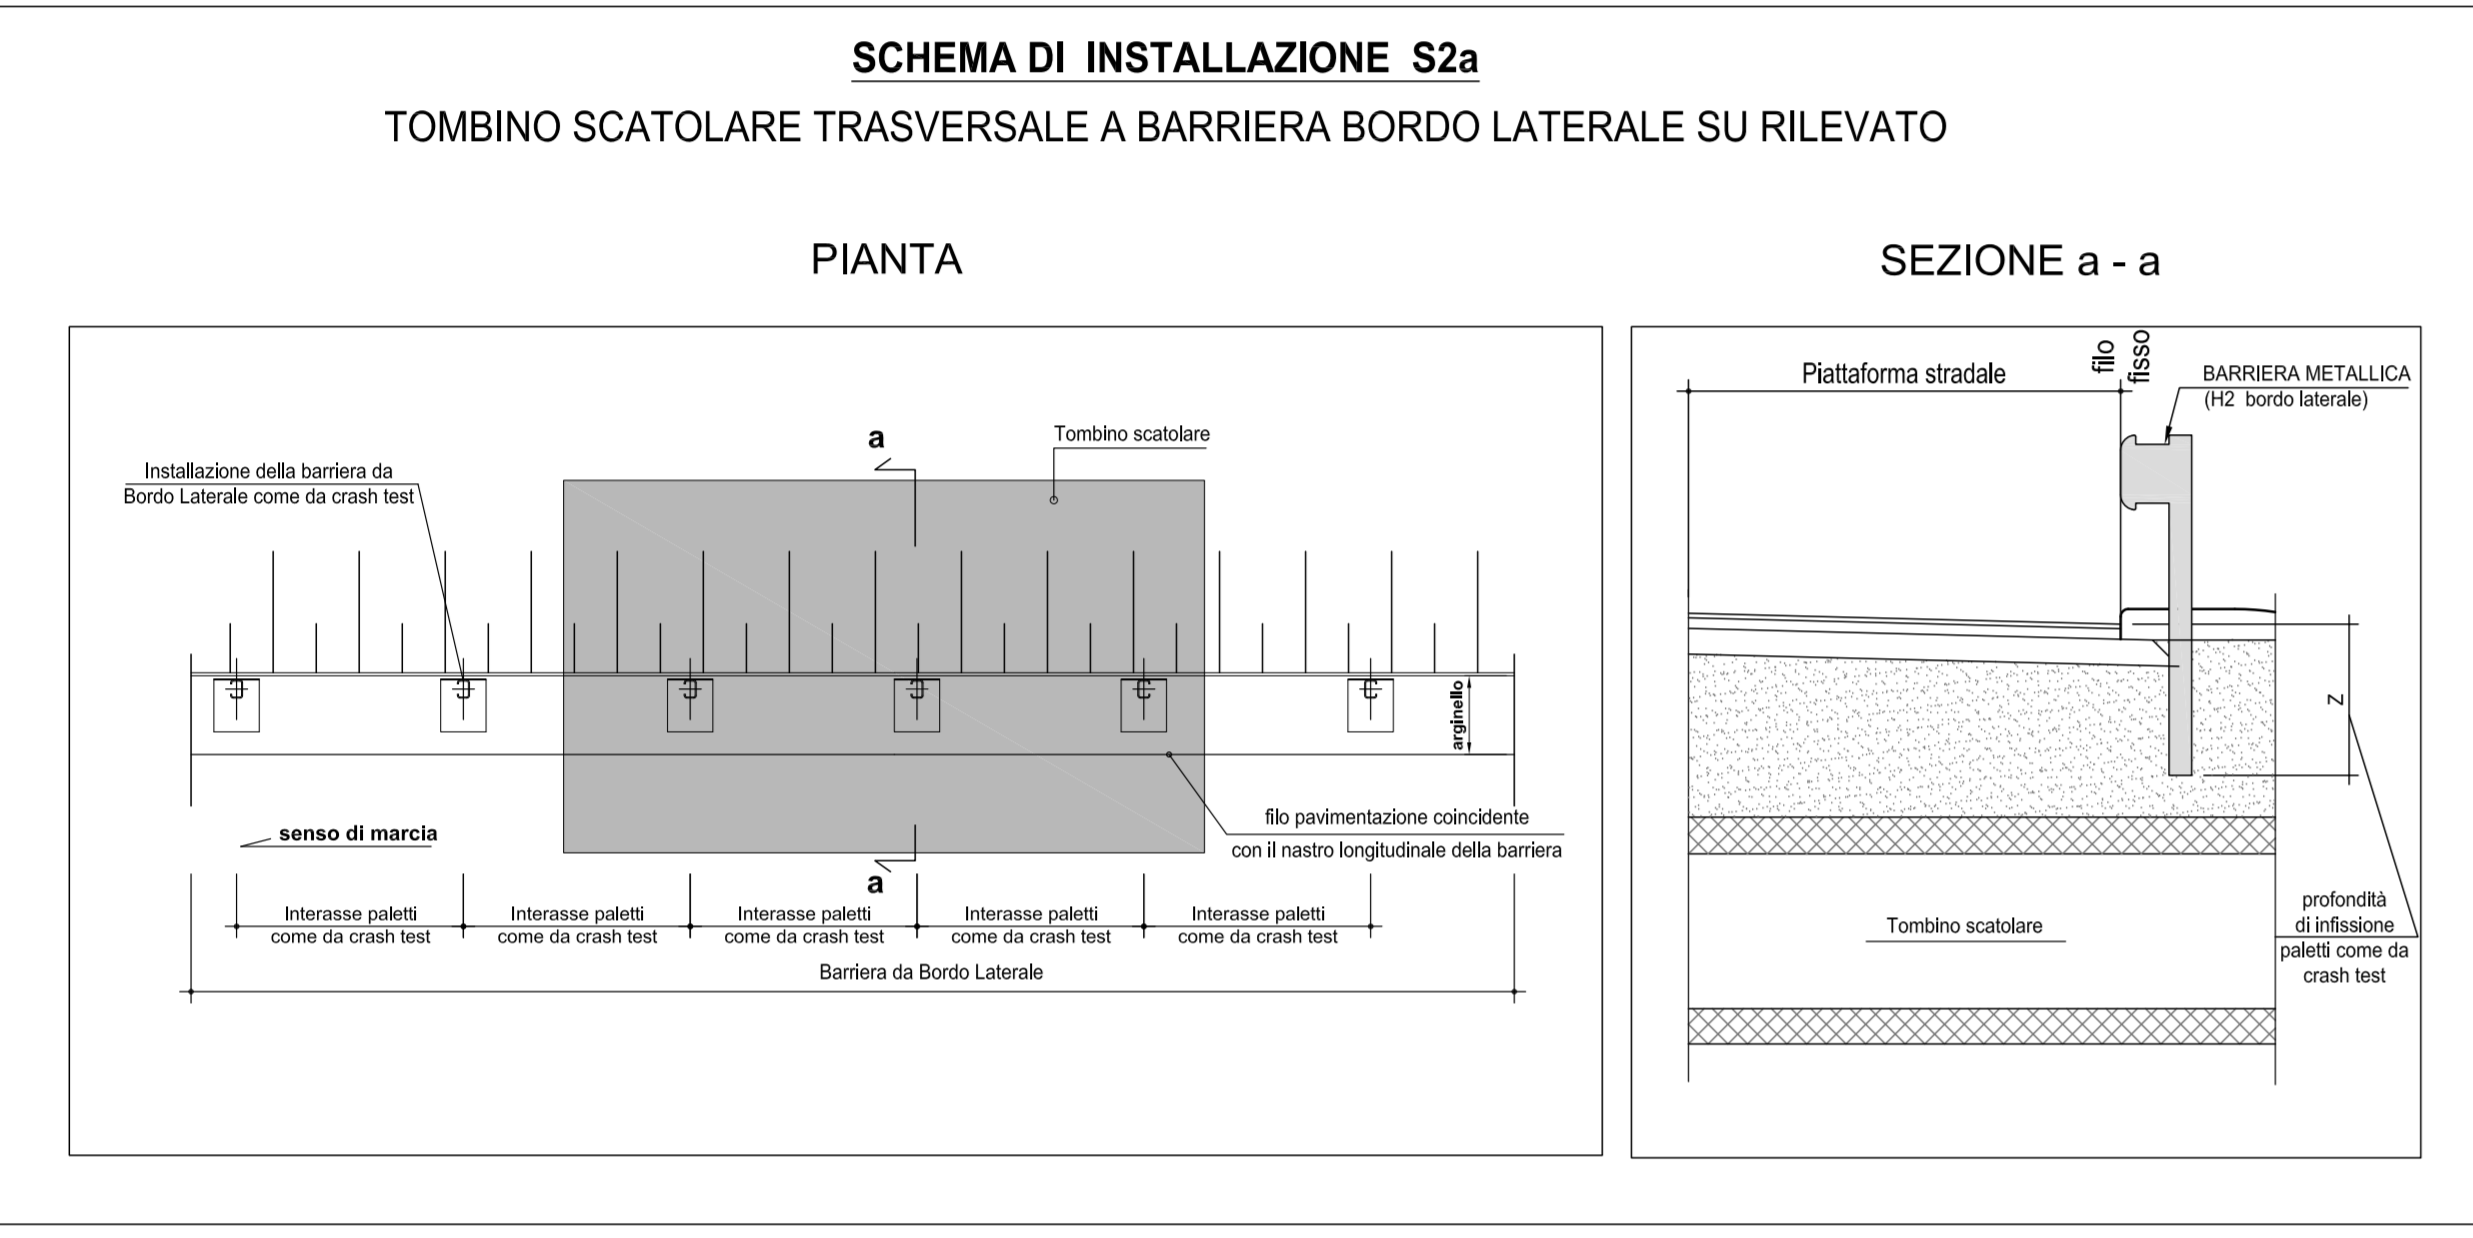 SCHEMA DI INSTALLAZIONE S2a
TOMBINO SCATOLARE TRASVERSALE A BARRIERA BORDO LATERALE SU RILEVATO
PIANTA
a
Tombino scatolare
Installazione della barriera da
Bordo Laterale come da crash test
arginello
filo pavimentazione coincidente
con il nastro longitudinale della barriera
senso di marcia
a
Interasse paletti
come da crash test
Interasse paletti
come da crash test
Interasse paletti
come da crash test
Interasse paletti
come da crash test
Interasse paletti
come da crash test
Barriera da Bordo Laterale
SEZIONE a - a
Piattaforma stradale
filo
fisso
BARRIERA METALLICA
(H2 bordo laterale)
Z
profondità
di infissione
paletti come da
crash test
Tombino scatolare